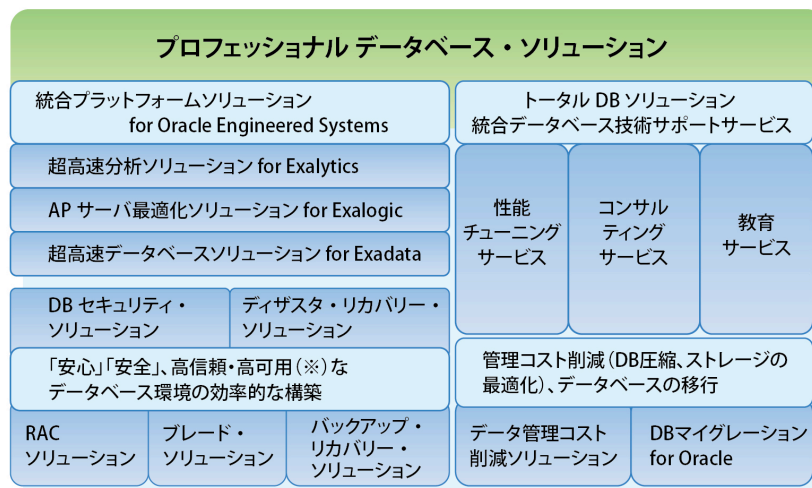 プロフェッショナル データベース・ソリューション
統合プラットフォームソリューション
for Oracle Engineered Systems
超高速分析ソリューション for Exalytics
AP サーバ最適化ソリューション for Exalogic
超高速データベースソリューション for Exadata
DB セキュリティ・
ソリューション
ディザスタ・リカバリー・
ソリューション
「安心」「安全」、高信頼・高可用(※)な
データベース環境の効率的な構築
RAC
ソリューション
ブレード・
ソリューション
バックアップ・
リカバリー・
ソリューション
トータル DB ソリューション
統合データベース技術サポートサービス
性能
チューニング
サービス
コンサル
ティング
サービス
教育
サービス
管理コスト削減(DB圧縮、ストレージの
最適化)、データベースの移行
データ管理コスト
削減ソリューション
DBマイグレーション
for Oracle